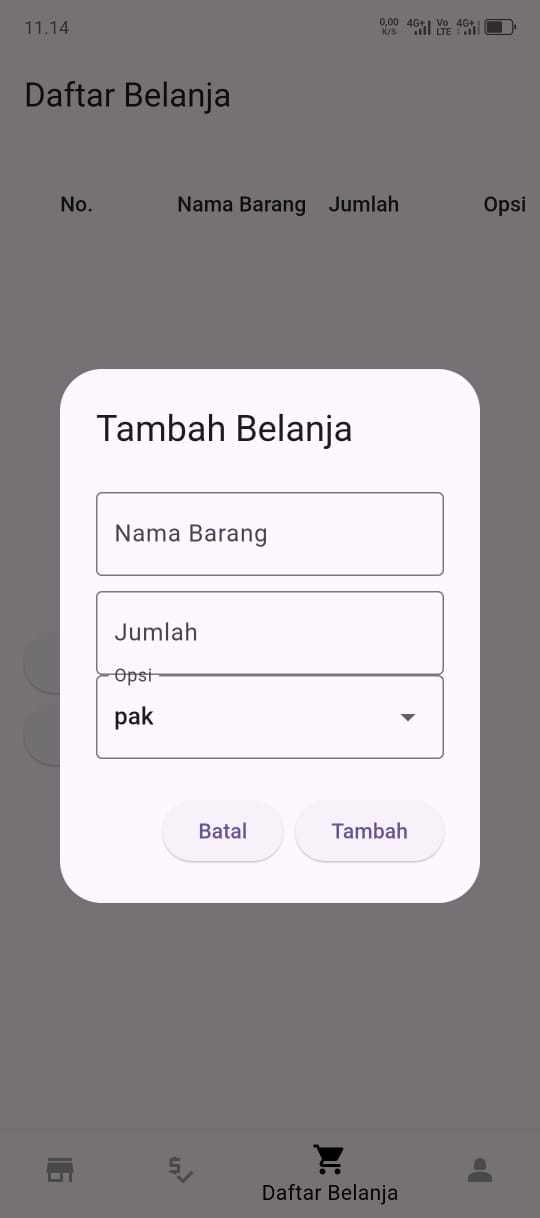 11.14
0,00 K/S 4G+ Vo LTE 4G+
Daftar Belanja
No. Nama Barang Jumlah Opsi
Tambah Belanja
Nama Barang
Jumlah
Opsi
pak
Batal Tambah
Daftar Belanja